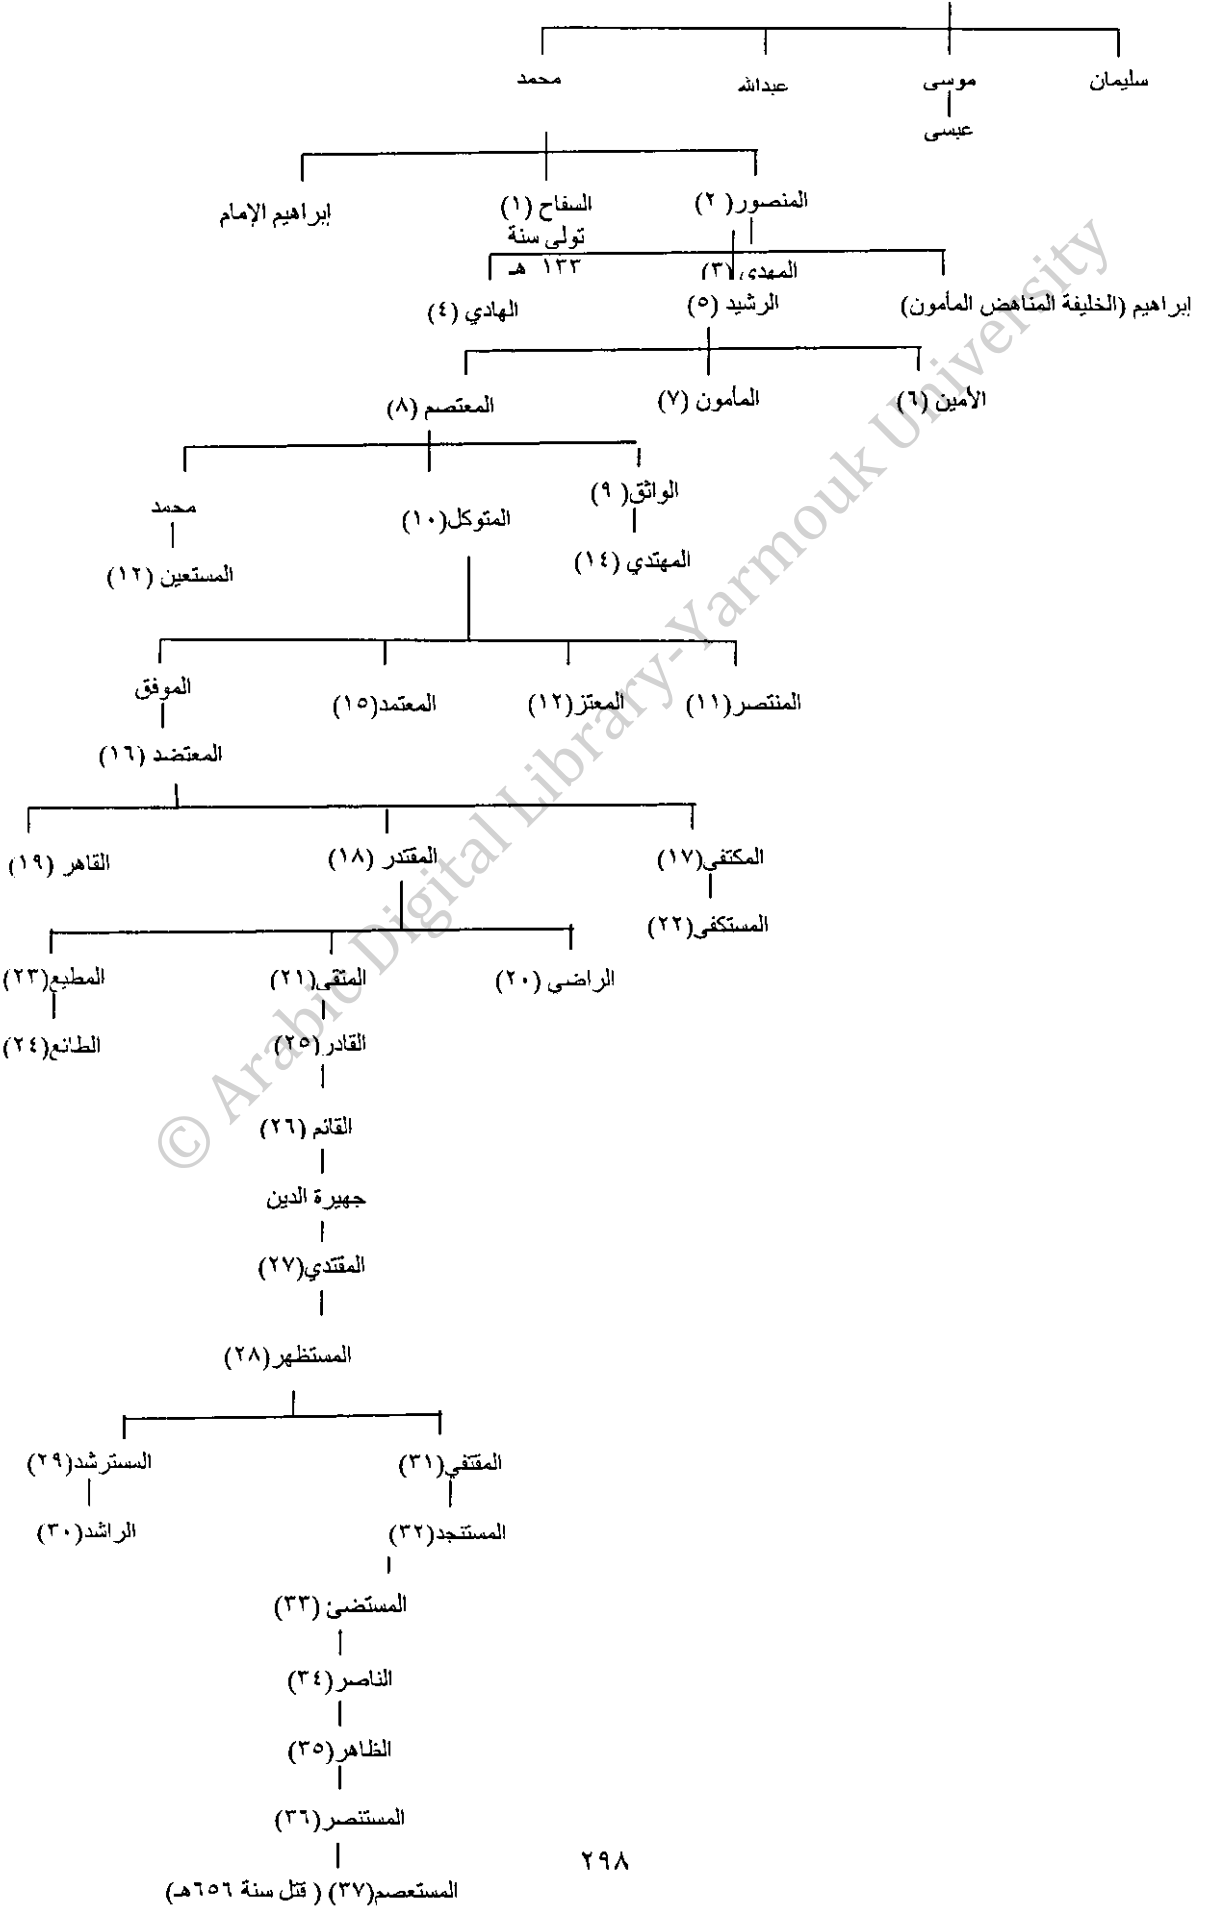 سليمان موسى عبدالله محمد
عيسى
المنصور( ٢) السفاح (١) إبراهيم الإمام
تولى سنة
١٣٣ هـ
المهدي (٣)
إبراهيم (الخليفة المناهض المأمون) الرشيد (٥) الهادي (٤)
الأمين (٦) المأمون (٧) المعتصم (٨)
الواثق( ٩) المتوكل(١٠) محمد
المهتدي (١٤) المستعين (١٢)
المنتصر(١١) المعتز(١٢) المعتمد(١٥) الموفق
المعتضد (١٦)
المكتفي(١٧) المقتدر (١٨) القاهر (١٩)
المستكفي(٢٢)
الراضي (٢٠) المتقي(٢١) المطيع(٢٣)
القادر(٢٥) الطائع(٢٤)
القائم (٢٦)
جهيرة الدين
المقتدي(٢٧)
المستظهر(٢٨)
المقتفي(٣١) المسترشد(٢٩)
المستنجد(٣٢) الراشد(٣٠)
المستضئ (٣٣)
الناصر(٣٤)
الظاهر(٣٥)
المستنصر(٣٦)
المستعصم(٣٧) ( قتل سنة ٦٥٦هـ)
٢٩٨
© Arabic Digital Library-Yarmouk University